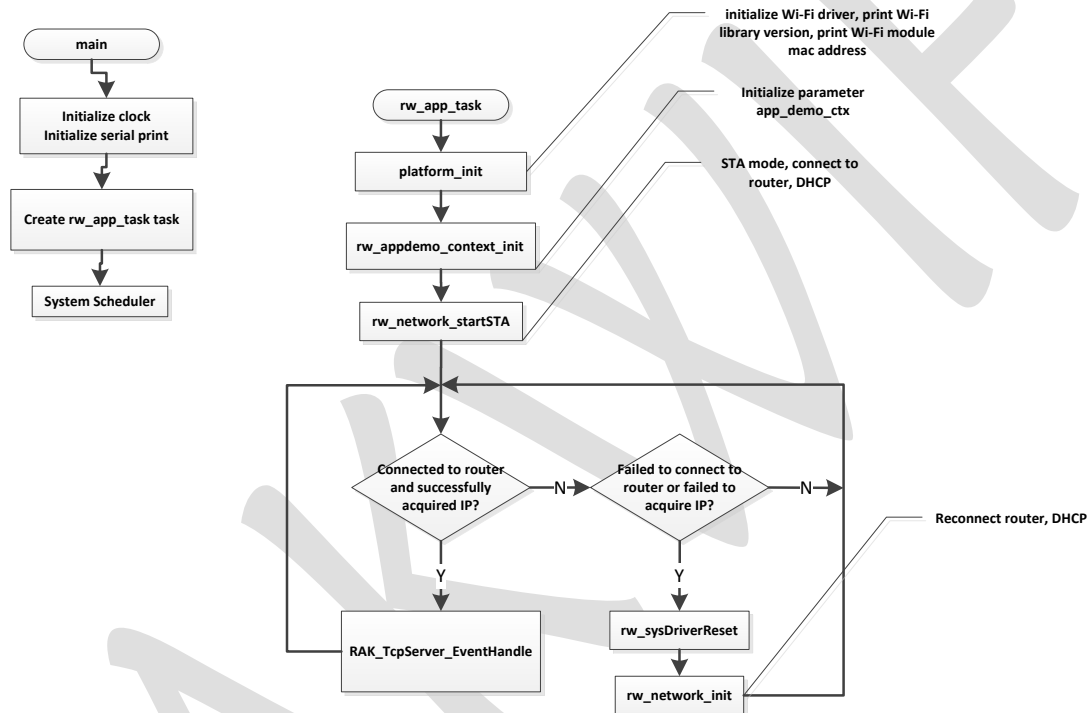 main
Initialize clock
Initialize serial print
Create rw_app_task task
System Scheduler
initialize Wi-Fi driver, print Wi-Fi
library version, print Wi-Fi module
mac address
rw_app_task
Initialize parameter
app_demo_ctx
platform_init
STA mode, connect to
router, DHCP
rw_appdemo_context_init
rw_network_startSTA
Connected to router
and successfully
acquired IP?
N
Failed to connect to
router or failed to
acquire IP?
N
Reconnect router, DHCP
Y
Y
RAK_TcpServer_EventHandle
rw_sysDriverReset
rw_network_init